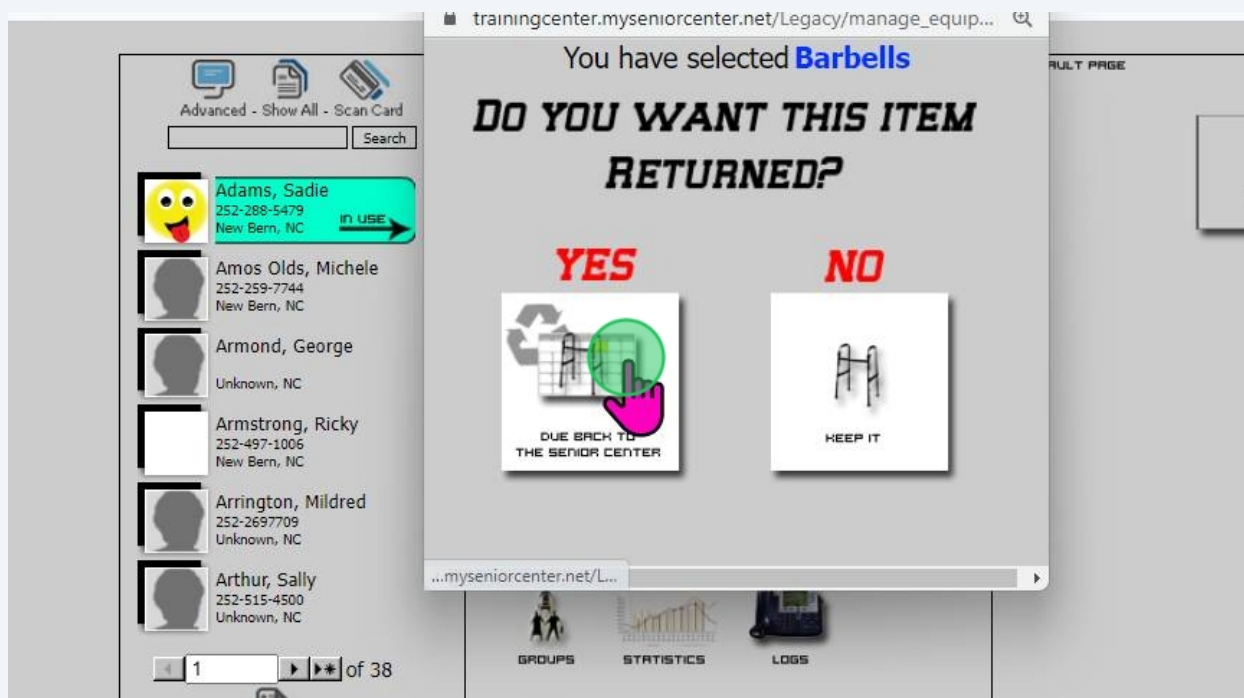 trainingcenter.myseniorcenter.net/Legacy/manage_equip...
You have selected Barbells
DO YOU WANT THIS ITEM
RETURNED?
YES
NO
DUE BACK TO
THE SENIOR CENTER
KEEP IT
...myseniorcenter.net/L...
Advanced - Show All - Scan Card
Search
Adams, Sadie
252-288-5479
New Bern, NC
IN USE
Amos Olds, Michele
252-259-7744
New Bern, NC
Armond, George
Unknown, NC
Armstrong, Ricky
252-497-1006
New Bern, NC
Arrington, Mildred
252-2697709
Unknown, NC
Arthur, Sally
252-515-4500
Unknown, NC
1 of 38
GROUPS
STATISTICS
LOGS
AULT PAGE